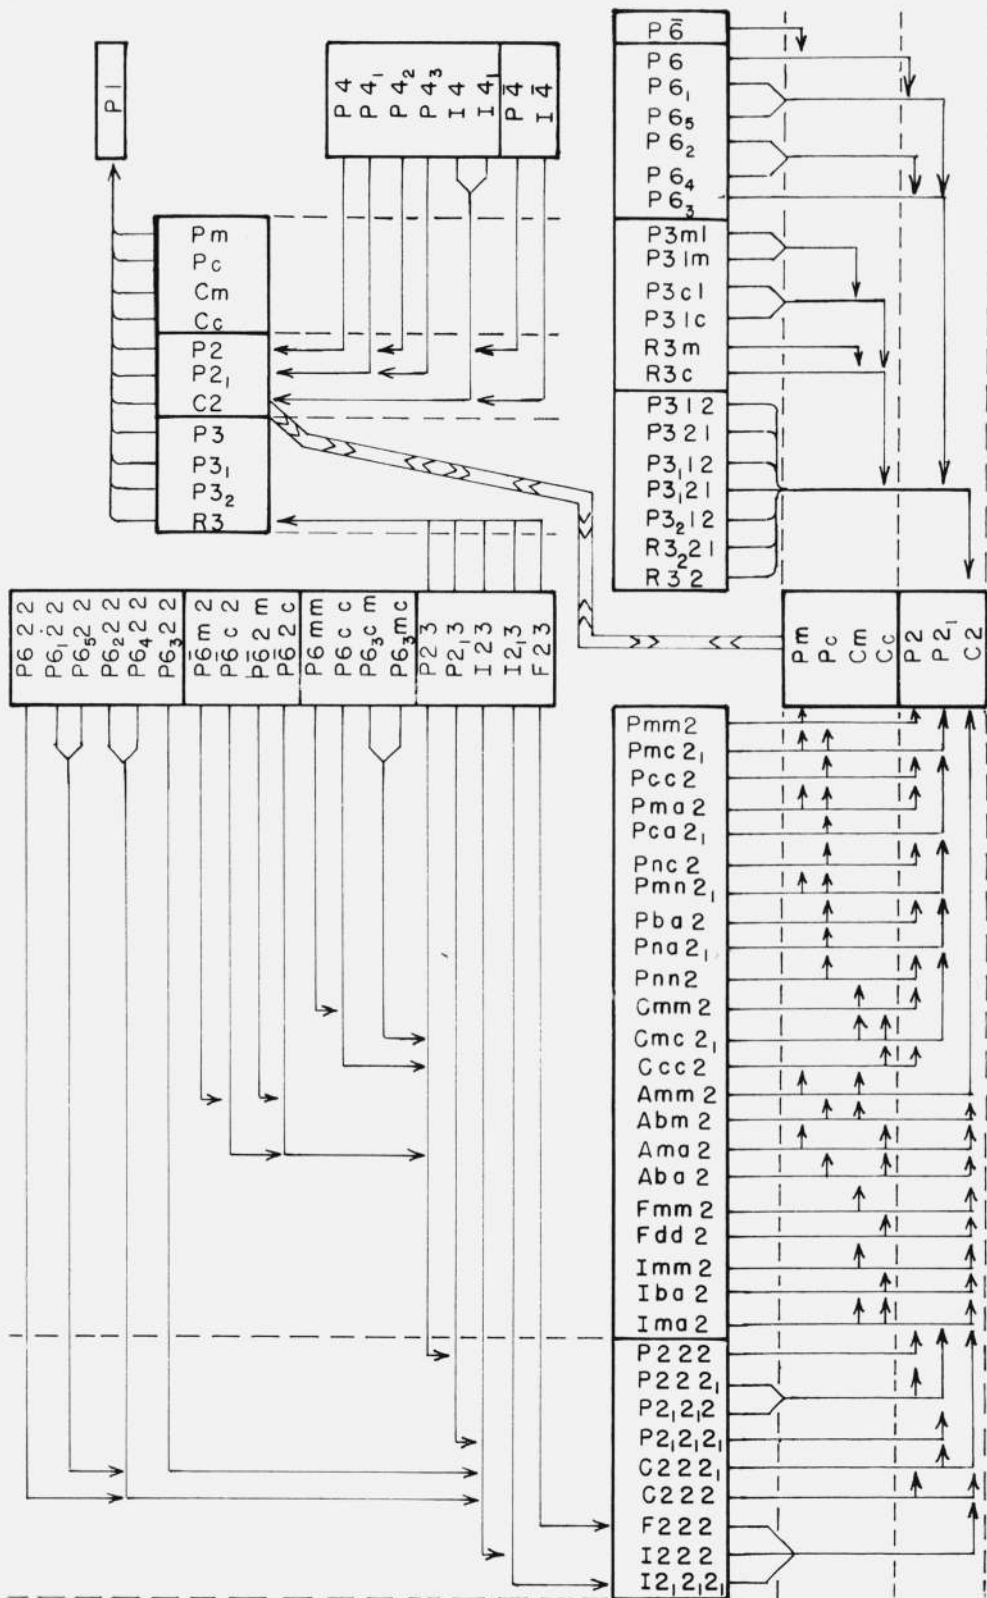 P1
P4
P4₁
P4₂
P4₃
I4
I4₁
P4̅
I4̅
P6̅
P6
P6₁
P6₅
P6₂
P6₄
P6₃
P3m1
P31m
P3c1
P31c
R3m
R3c
P312
P321
P3₁12
P3₁21
P3₂12
R3₂21
R32
Pm
Pc
Cm
Cc
P2
P2₁
C2
P3
P3₁
P3₂
R3
P622
P6₁22
P6₅22
P6₂22
P6₄22
P6₃22
P6̅m2
P6̅c2
P6̅2m
P6̅2c
P6mm
P6cc
P6₃cm
P6₃mc
P23
P2₁3
I23
I2₁3
F23
Pm
Pc
Cm
Cc
P2
P2₁
C2
Pmm2
Pmc2₁
Pcc2
Pma2
Pca2₁
Pnc2
Pmn2₁
Pba2
Pna2₁
Pnn2
Cmm2
Cmc2₁
Ccc2
Amm2
Abm2
Ama2
Aba2
Fmm2
Fdd2
Imm2
Iba2
Ima2
P222
P222₁
P2₁2₁2
P2₁2₁2₁
C222₁
C222
F222
I222
I2₁2₁2₁